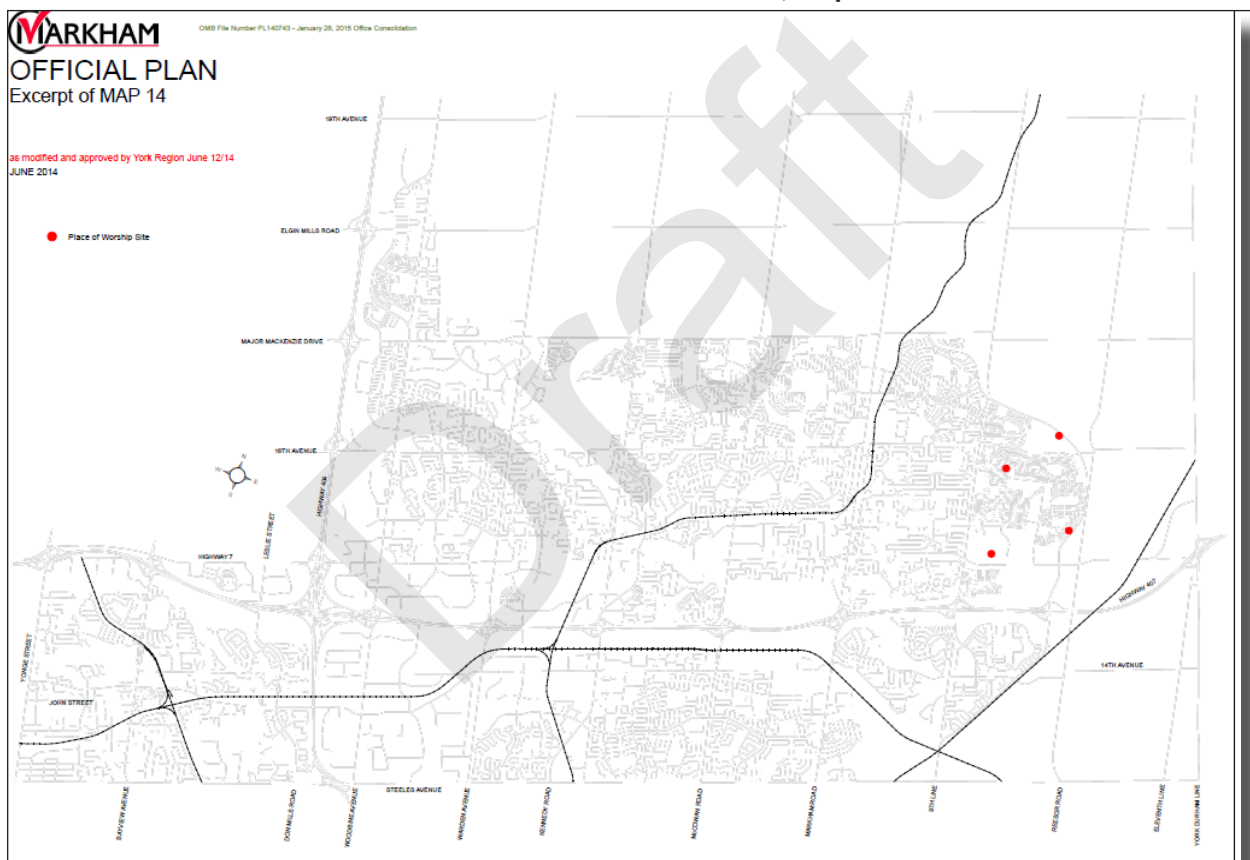 MARKHAM
OMB File Number PL140743 - January 28, 2015 Office Consolidation
OFFICIAL PLAN
Excerpt of MAP 14
as modified and approved by York Region June 12/14
JUNE 2014
Place of Worship Site
Draft
19TH AVENUE
ELGIN MILLS ROAD
MAJOR MACKENZIE DRIVE
16TH AVENUE
N
W
E
S
HIGHWAY 404
LESLIE STREET
HIGHWAY 7
HIGHWAY 407
YONGE STREET
14TH AVENUE
JOHN STREET
STEELES AVENUE
BAYVIEW AVENUE
DON MILLS ROAD
WOODBINE AVENUE
WARDEN AVENUE
KENNEDY ROAD
McCOWAN ROAD
MARKHAM ROAD
9TH LINE
REESOR ROAD
ELEVENTH LINE
YORK DURHAM LINE